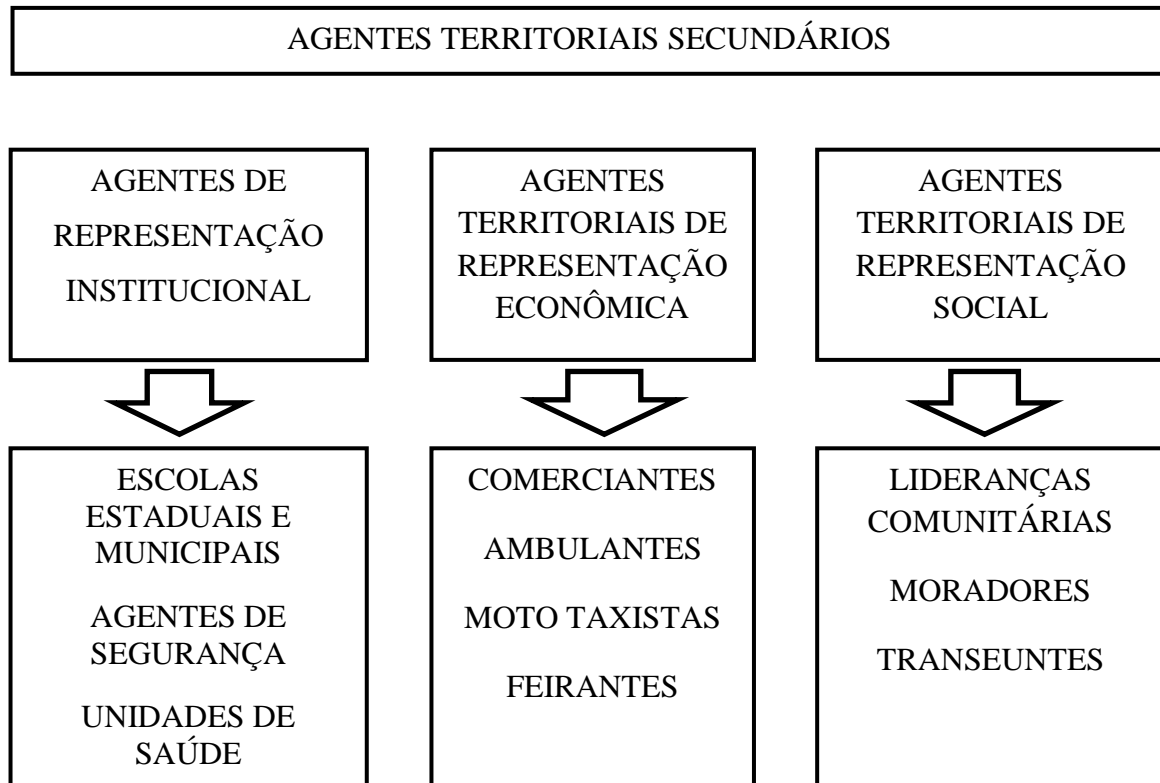 AGENTES TERRITORIAIS SECUNDÁRIOS
AGENTES DE
REPRESENTAÇÃO
INSTITUCIONAL
AGENTES
TERRITORIAIS DE
REPRESENTAÇÃO
ECONÔMICA
AGENTES
TERRITORIAIS DE
REPRESENTAÇÃO
SOCIAL
ESCOLAS
ESTADUAIS E
MUNICIPAIS
AGENTES DE
SEGURANÇA
UNIDADES DE
SAÚDE
COMERCIANTES
AMBULANTES
MOTO TAXISTAS
FEIRANTES
LIDERANÇAS
COMUNITÁRIAS
MORADORES
TRANSEUNTES